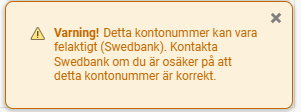 Varning! Detta kontonummer kan vara
felaktigt (Swedbank). Kontakta
Swedbank om du är osäker på att
detta kontonummer är korrekt.